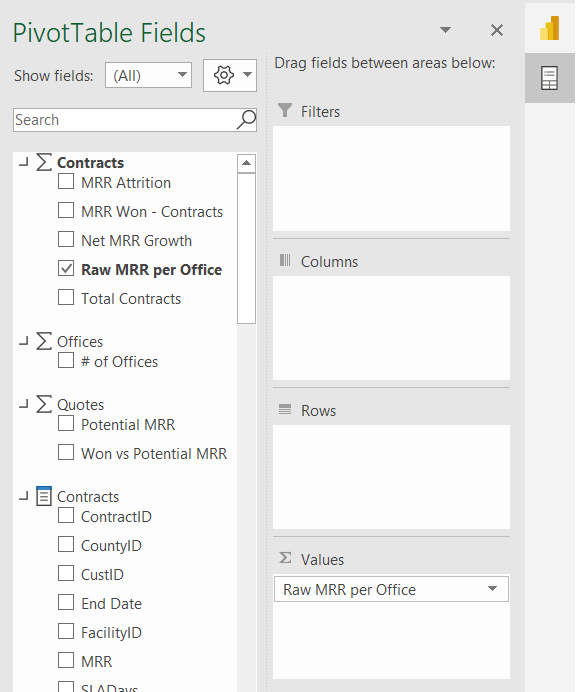 PivotTable Fields
Show fields: (All)
Search
Contracts
MRR Attrition
MRR Won - Contracts
Net MRR Growth
Raw MRR per Office
Total Contracts
Offices
# of Offices
Quotes
Potential MRR
Won vs Potential MRR
Contracts
ContractID
CountyID
CustID
End Date
FacilityID
MRR
SLADays
Drag fields between areas below:
Filters
Columns
Rows
Σ Values
Raw MRR per Office